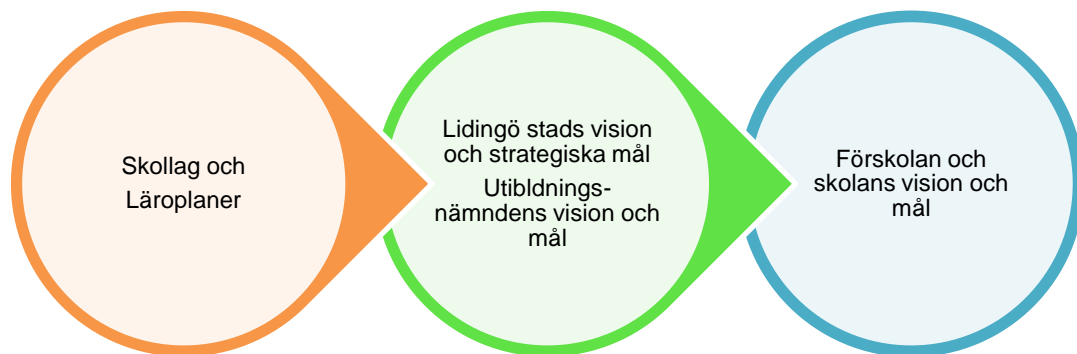 Skollag och
Läroplaner
Lidingö stads vision
och strategiska mål
Utibldnings-
nämndens vision och
mål
Förskolan och
skolans vision och
mål